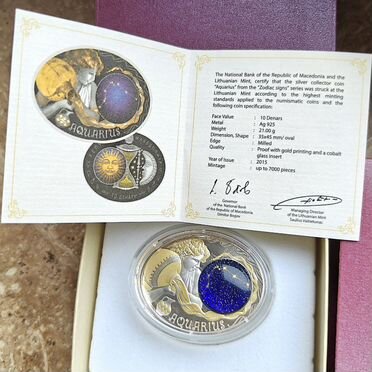 The National Bank of the Republic of Macedonia and the
Lithuanian Mint, certify that the silver collector coin
"Aquarius" from the "Zodiac signs" series was struck at the
Lithuanian Mint according to the highest minting
standards applied to the numismatic coins and the
following coin specification:
Face Value : 10 Denars
Metal : Ag 925
Weight : 21.00 g
Dimension, Shape : 35x45 mm/ oval
Edge : Milled
Quality : Proof with gold printing and a cobalt
glass insert
Year of Issue : 2015
Mintage : up to 7000 pieces
Governor
of the National Bank
of the Republic of Macedonia
Dimitar Bogov
Managing Director
of the Lithuanian Mint
Saulius Vaitiekunas
AQUARIUS
AQUARIUS